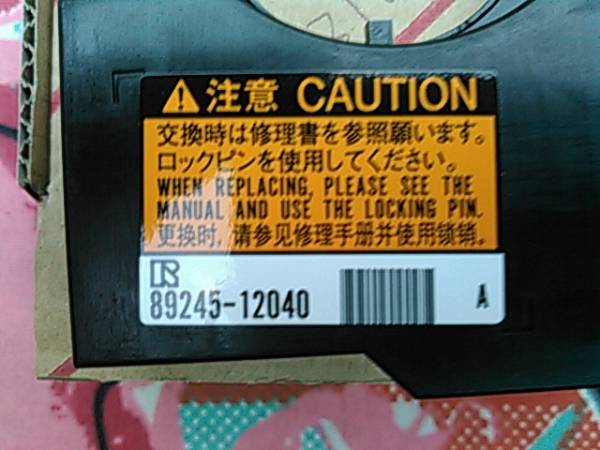 注意 CAUTION
交換時は修理書を参照願います。
ロックピンを使用してください。
WHEN REPLACING, PLEASE SEE THE
MANUAL AND USE THE LOCKING PIN.
更换时，请参见修理手册并使用锁销。
R
89245-12040 A